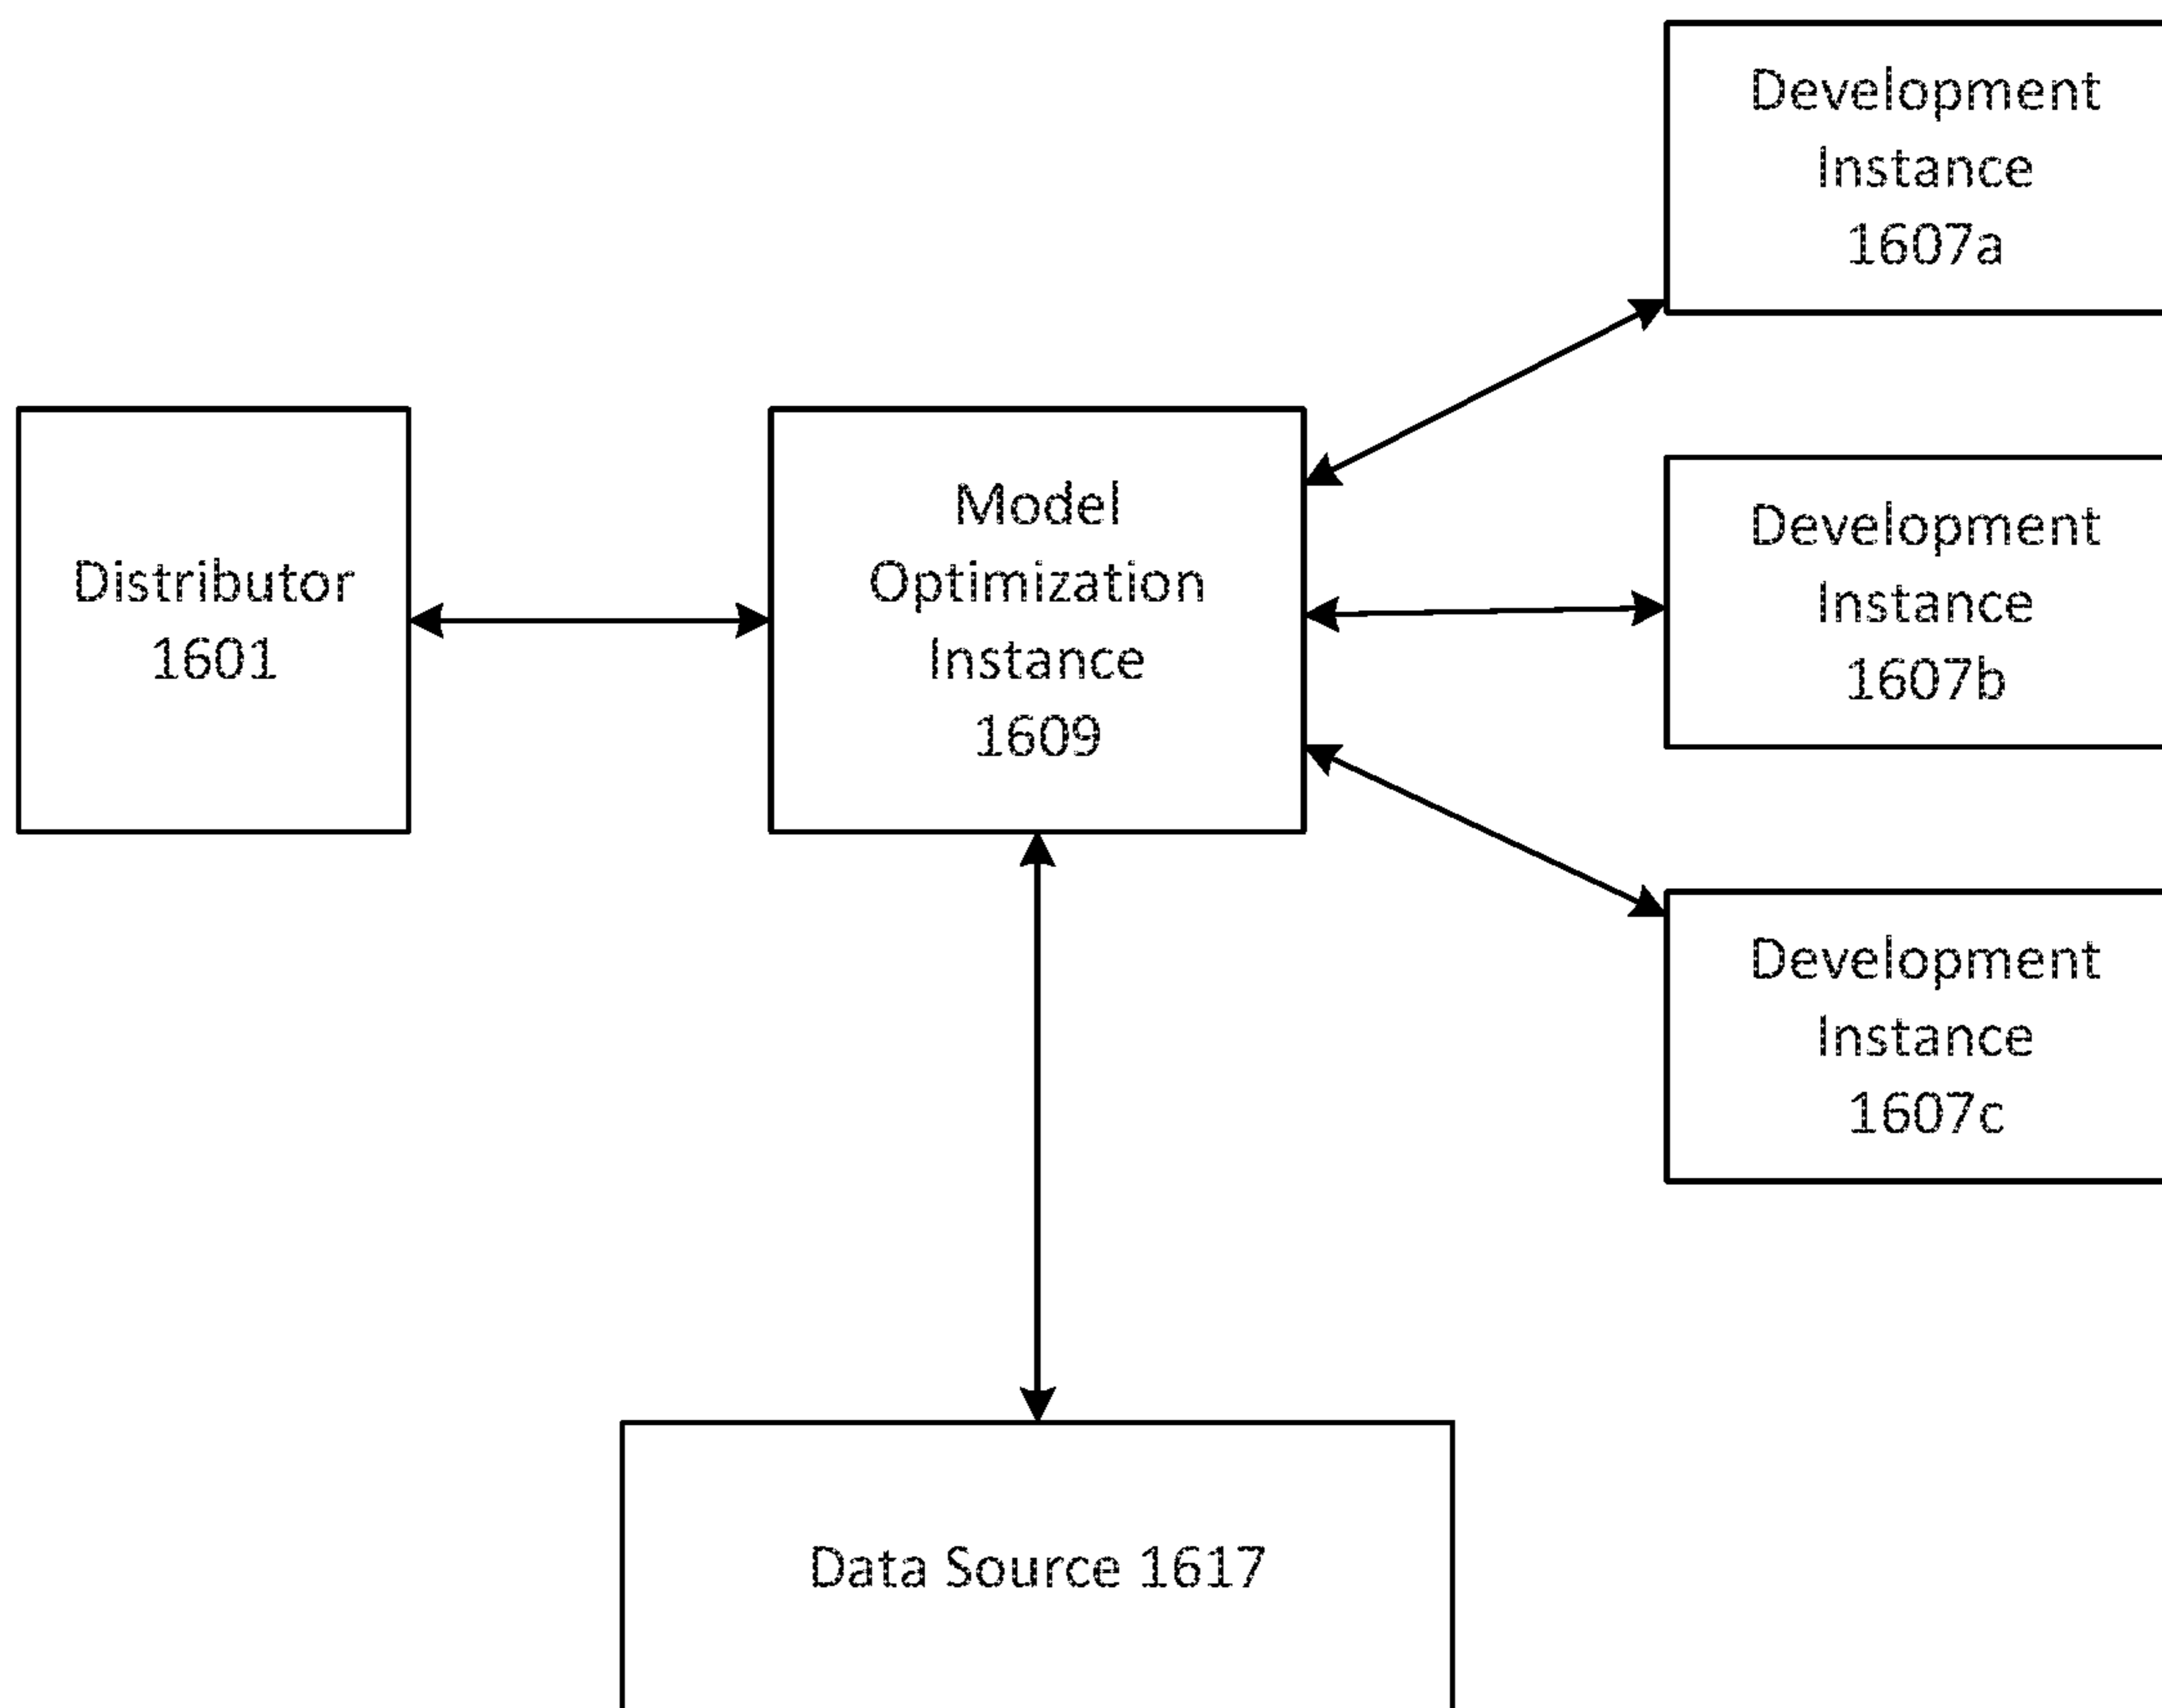 Development
Instance
1607a
Distributor
1601
Model
Optimization
Instance
1609
Development
Instance
1607b
Development
Instance
1607c
Data Source 1617